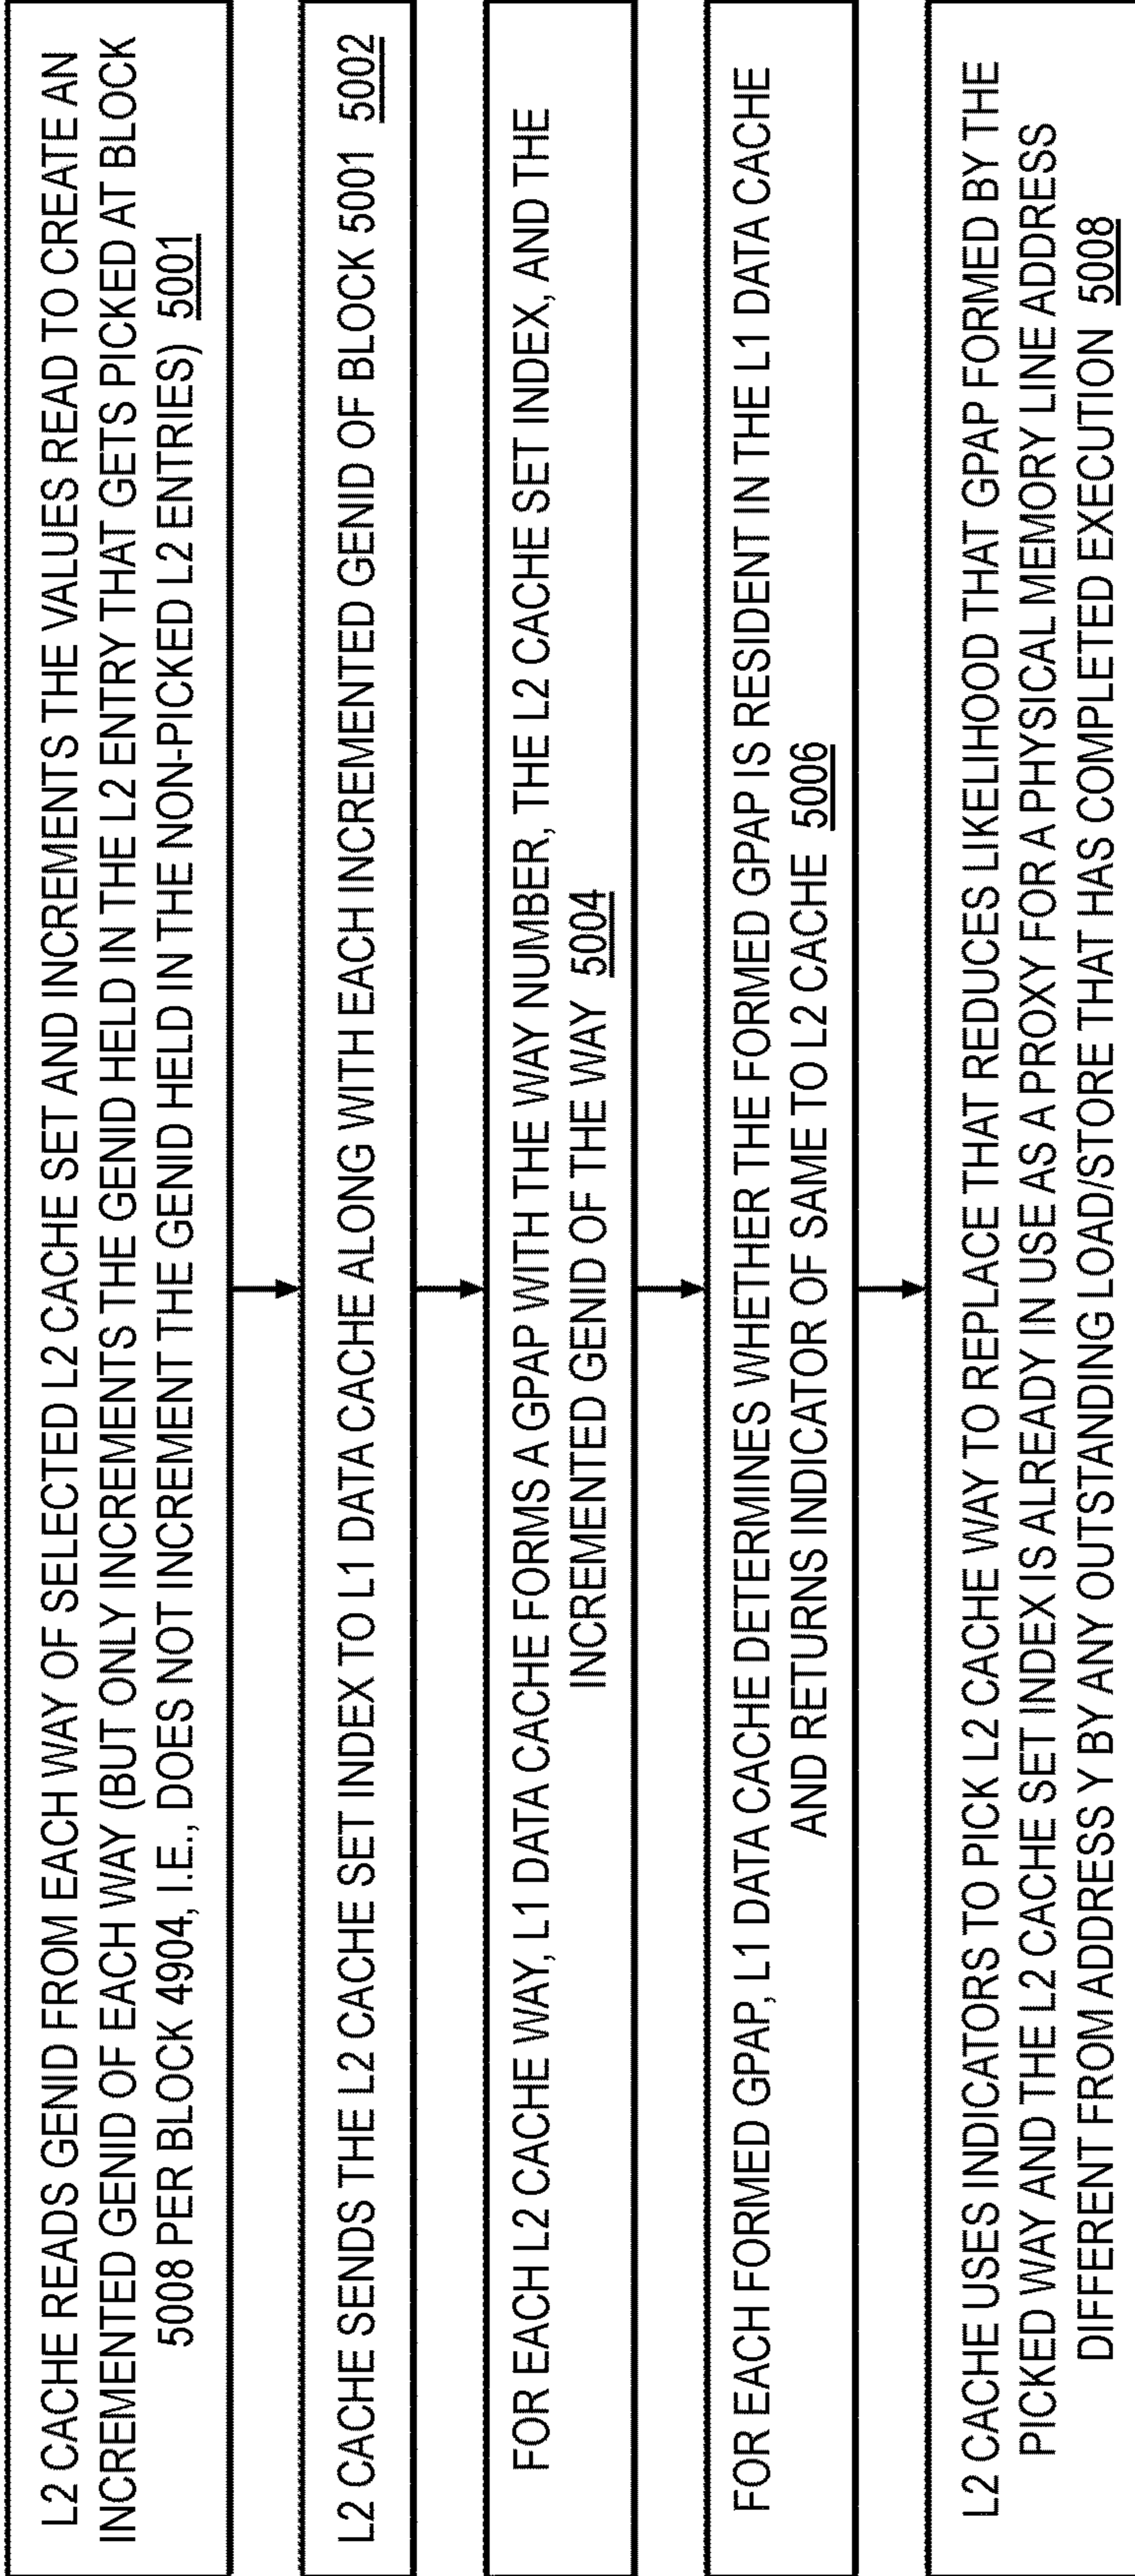 L2 CACHE READS GENID FROM EACH WAY OF SELECTED L2 CACHE SET AND INCREMENTS THE VALUES READ TO CREATE AN
INCREMENTED GENID OF EACH WAY (BUT ONLY INCREMENTS THE GENID HELD IN THE L2 ENTRY THAT GETS PICKED AT BLOCK
5008 PER BLOCK 4904, I.E., DOES NOT INCREMENT THE GENID HELD IN THE NON-PICKED L2 ENTRIES) 5001
L2 CACHE SENDS THE L2 CACHE SET INDEX TO L1 DATA CACHE ALONG WITH EACH INCREMENTED GENID OF BLOCK 5001 5002
FOR EACH L2 CACHE WAY, L1 DATA CACHE FORMS A GPAP WITH THE WAY NUMBER, THE L2 CACHE SET INDEX, AND THE
INCREMENTED GENID OF THE WAY 5004
FOR EACH FORMED GPAP, L1 DATA CACHE DETERMINES WHETHER THE FORMED GPAP IS RESIDENT IN THE L1 DATA CACHE
AND RETURNS INDICATOR OF SAME TO L2 CACHE 5006
L2 CACHE USES INDICATORS TO PICK L2 CACHE WAY TO REPLACE THAT REDUCES LIKELIHOOD THAT GPAP FORMED BY THE
PICKED WAY AND THE L2 CACHE SET INDEX IS ALREADY IN USE AS A PROXY FOR A PHYSICAL MEMORY LINE ADDRESS
DIFFERENT FROM ADDRESS Y BY ANY OUTSTANDING LOAD/STORE THAT HAS COMPLETED EXECUTION 5008